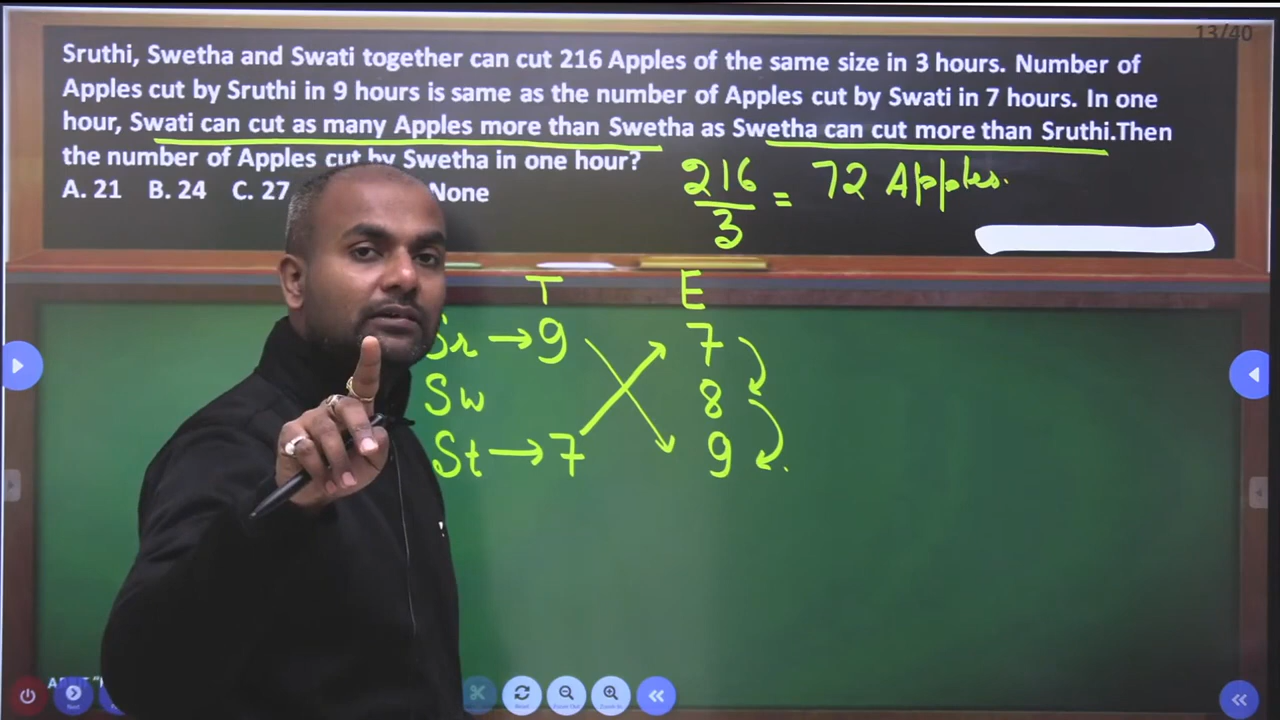 13/40
Sruthi, Swetha and Swati together can cut 216 Apples of the same size in 3 hours. Number of
Apples cut by Sruthi in 9 hours is same as the number of Apples cut by Swati in 7 hours. In one
hour, Swati can cut as many Apples more than Swetha as Swetha can cut more than Sruthi.Then
the number of Apples cut by Swetha in one hour?
A. 21 B. 24 C. 27 None
216
3
= 72 Apples.
T E
Sr → 9 7
Sw 8
St → 7 9